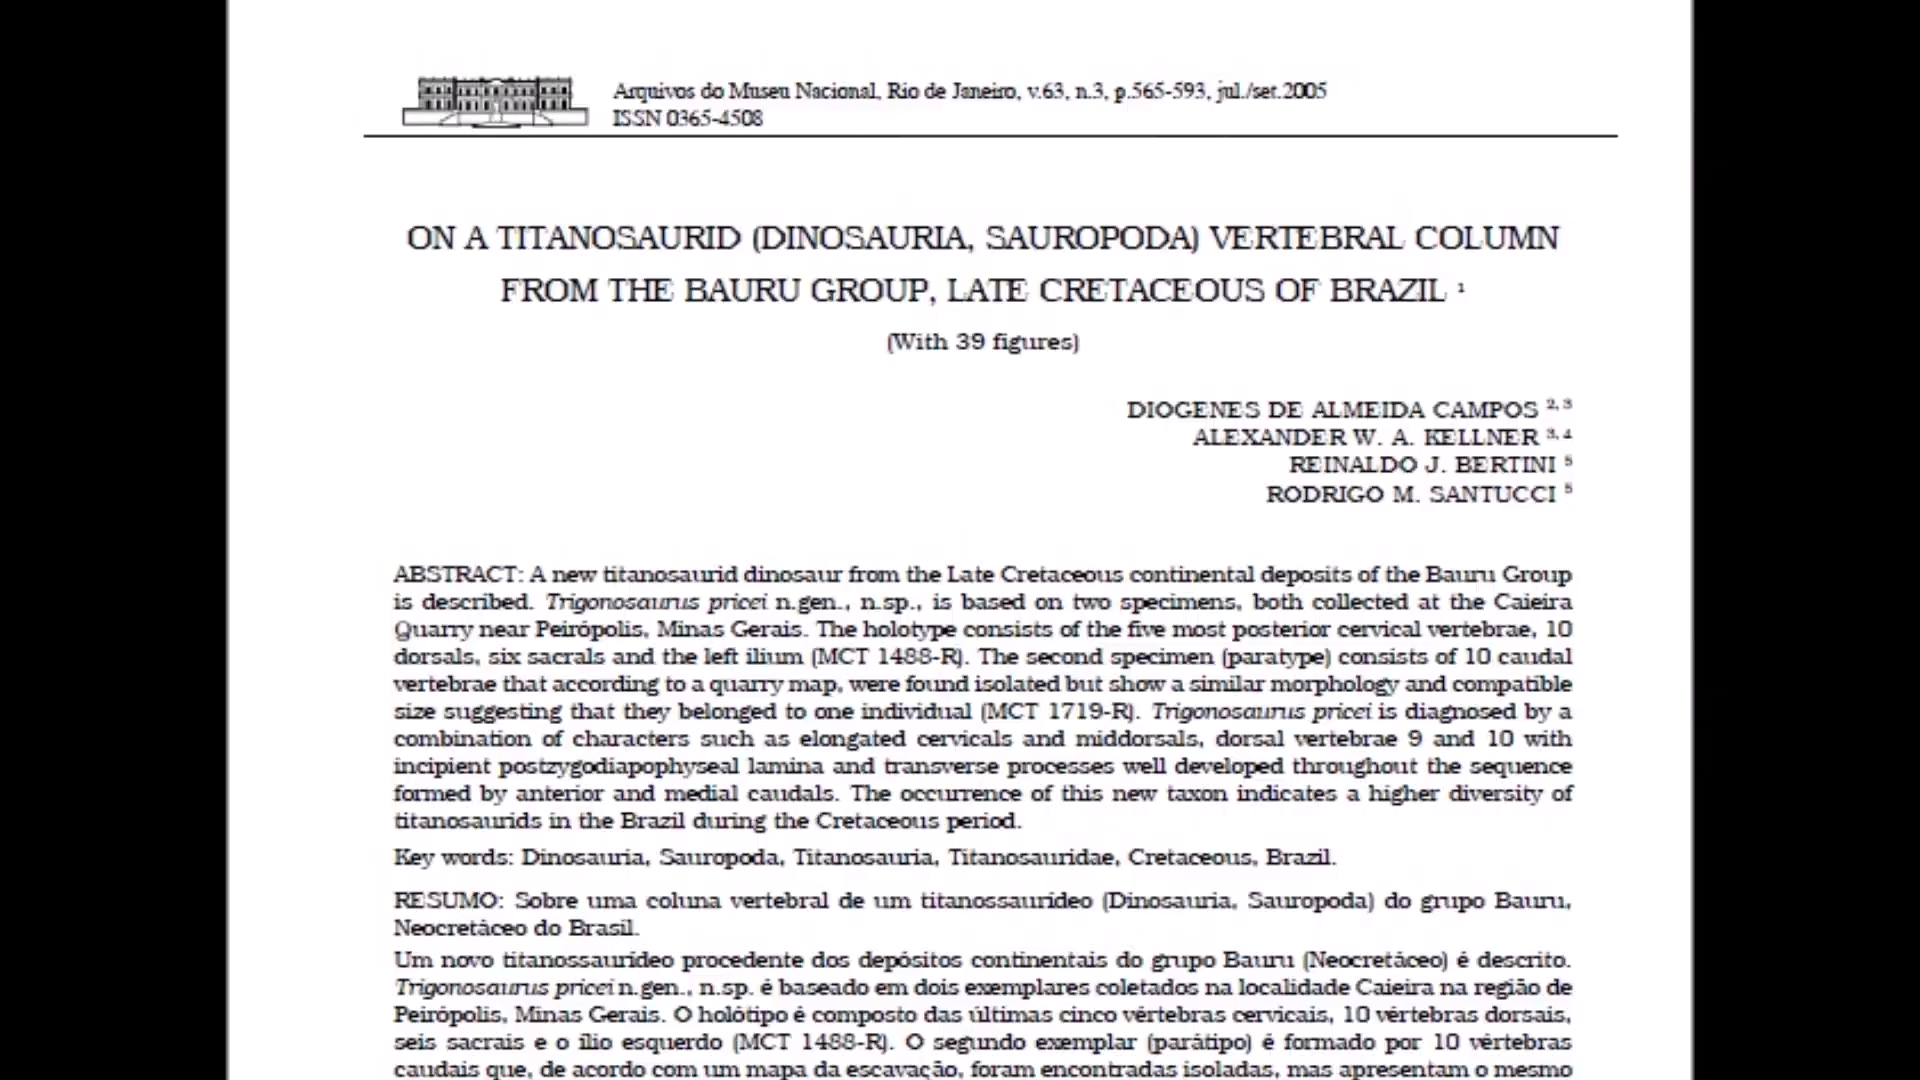 Arquivos do Museu Nacional, Rio de Janeiro, v.63, n.3, p.565-593, jul./set.2005
ISSN 0365-4508
ON A TITANOSAURID (DINOSAURIA, SAUROPODA) VERTEBRAL COLUMN
FROM THE BAURU GROUP, LATE CRETACEOUS OF BRAZIL ¹
(With 39 figures)
DIOGENES DE ALMEIDA CAMPOS ²,³
ALEXANDER W. A. KELLNER ³,⁴
REINALDO J. BERTINI ⁵
RODRIGO M. SANTUCCI ⁵
ABSTRACT: A new titanosaurid dinosaur from the Late Cretaceous continental deposits of the Bauru Group
is described. Trigonosaurus pricei n.gen., n.sp., is based on two specimens, both collected at the Caieira
Quarry near Peirópolis, Minas Gerais. The holotype consists of the five most posterior cervical vertebrae, 10
dorsals, six sacrals and the left ilium (MCT 1488-R). The second specimen (paratype) consists of 10 caudal
vertebrae that according to a quarry map, were found isolated but show a similar morphology and compatible
size suggesting that they belonged to one individual (MCT 1719-R). Trigonosaurus pricei is diagnosed by a
combination of characters such as elongated cervicals and middorsals, dorsal vertebrae 9 and 10 with
incipient postzygodiapophyseal lamina and transverse processes well developed throughout the sequence
formed by anterior and medial caudals. The occurrence of this new taxon indicates a higher diversity of
titanosaurids in the Brazil during the Cretaceous period.
Key words: Dinosauria, Sauropoda, Titanosauria, Titanosauridae, Cretaceous, Brazil.
RESUMO: Sobre uma coluna vertebral de um titanossaurídeo (Dinosauria, Sauropoda) do grupo Bauru,
Neocretáceo do Brasil.
Um novo titanossaurídeo procedente dos depósitos continentais do grupo Bauru (Neocretáceo) é descrito.
Trigonosaurus pricei n.gen., n.sp. é baseado em dois exemplares coletados na localidade Caieira na região de
Peirópolis, Minas Gerais. O holótipo é composto das últimas cinco vértebras cervicais, 10 vértebras dorsais,
seis sacrais e o ílio esquerdo (MCT 1488-R). O segundo exemplar (parátipo) é formado por 10 vértebras
caudais que, de acordo com um mapa da escavação, foram encontradas isoladas, mas apresentam o mesmo